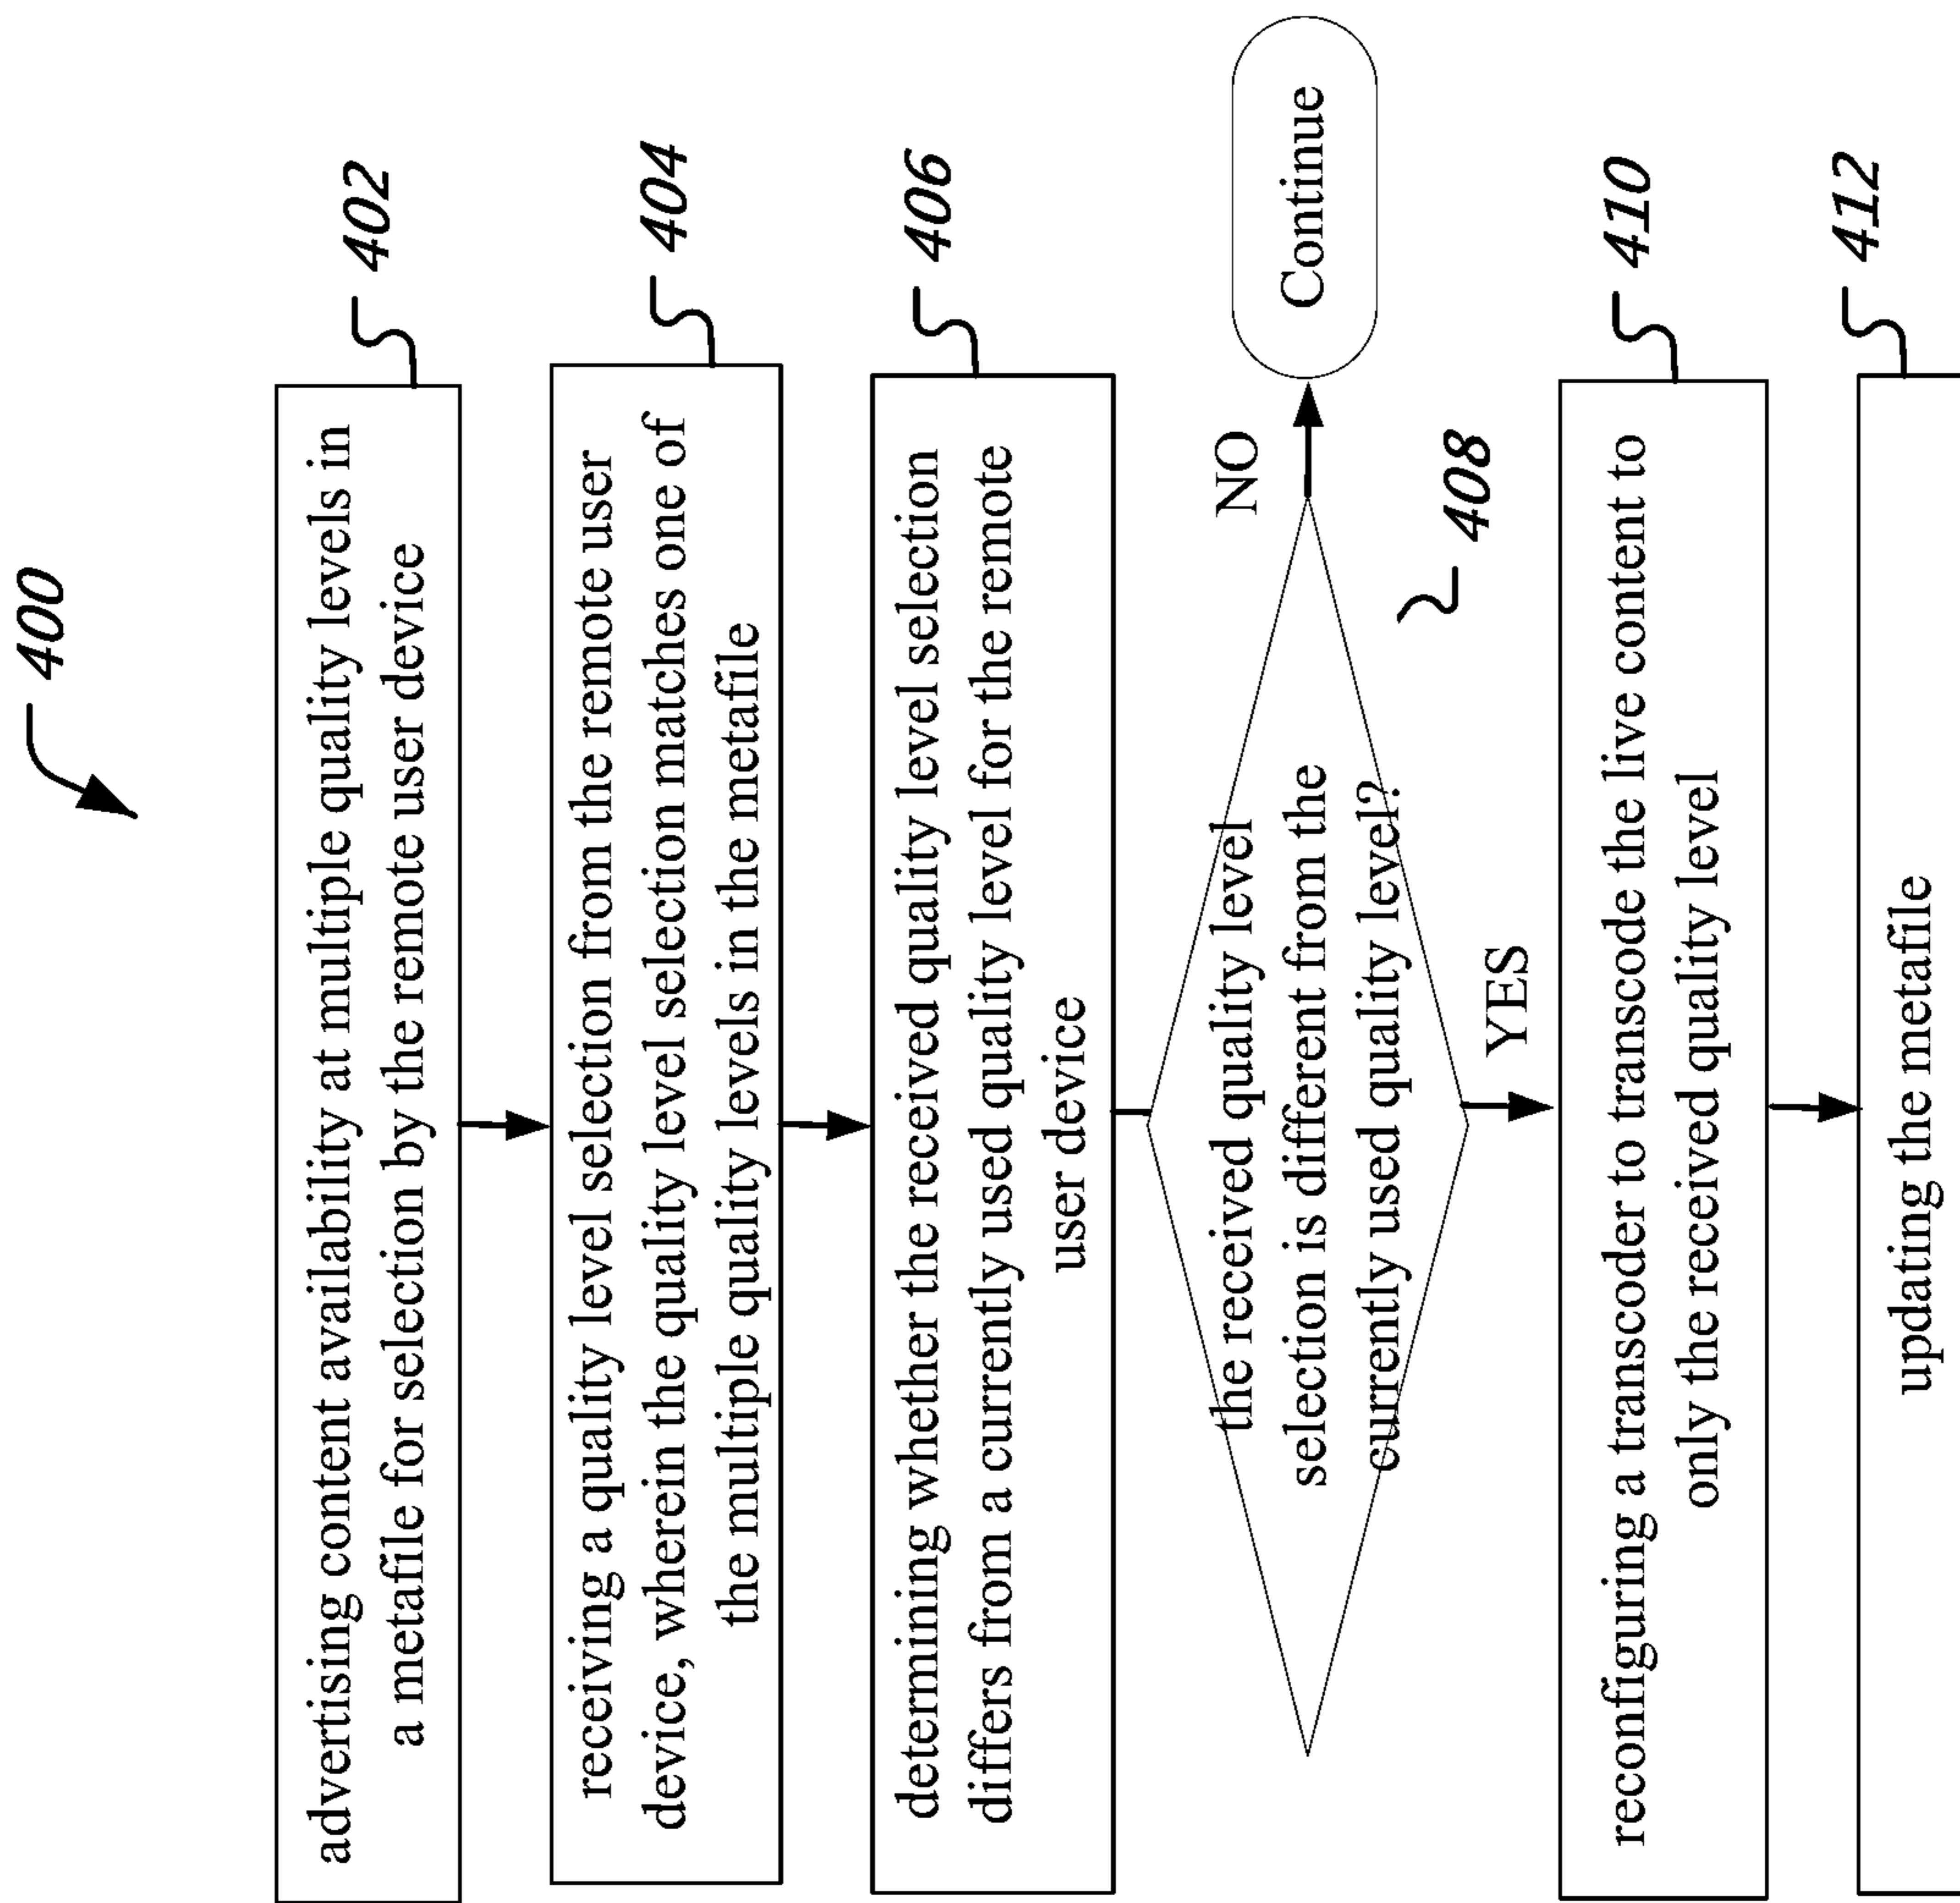 400
advertising content availability at multiple quality levels in
a metafile for selection by the remote user device
402
receiving a quality level selection from the remote user
device, wherein the quality level selection matches one of
the multiple quality levels in the metafile
404
determining whether the received quality level selection
differs from a currently used quality level for the remote
user device
406
the received quality level
selection is different from the
currently used quality level?
NO
Continue
408
YES
reconfiguring a transcoder to transcode the live content to
only the received quality level
410
updating the metafile
412